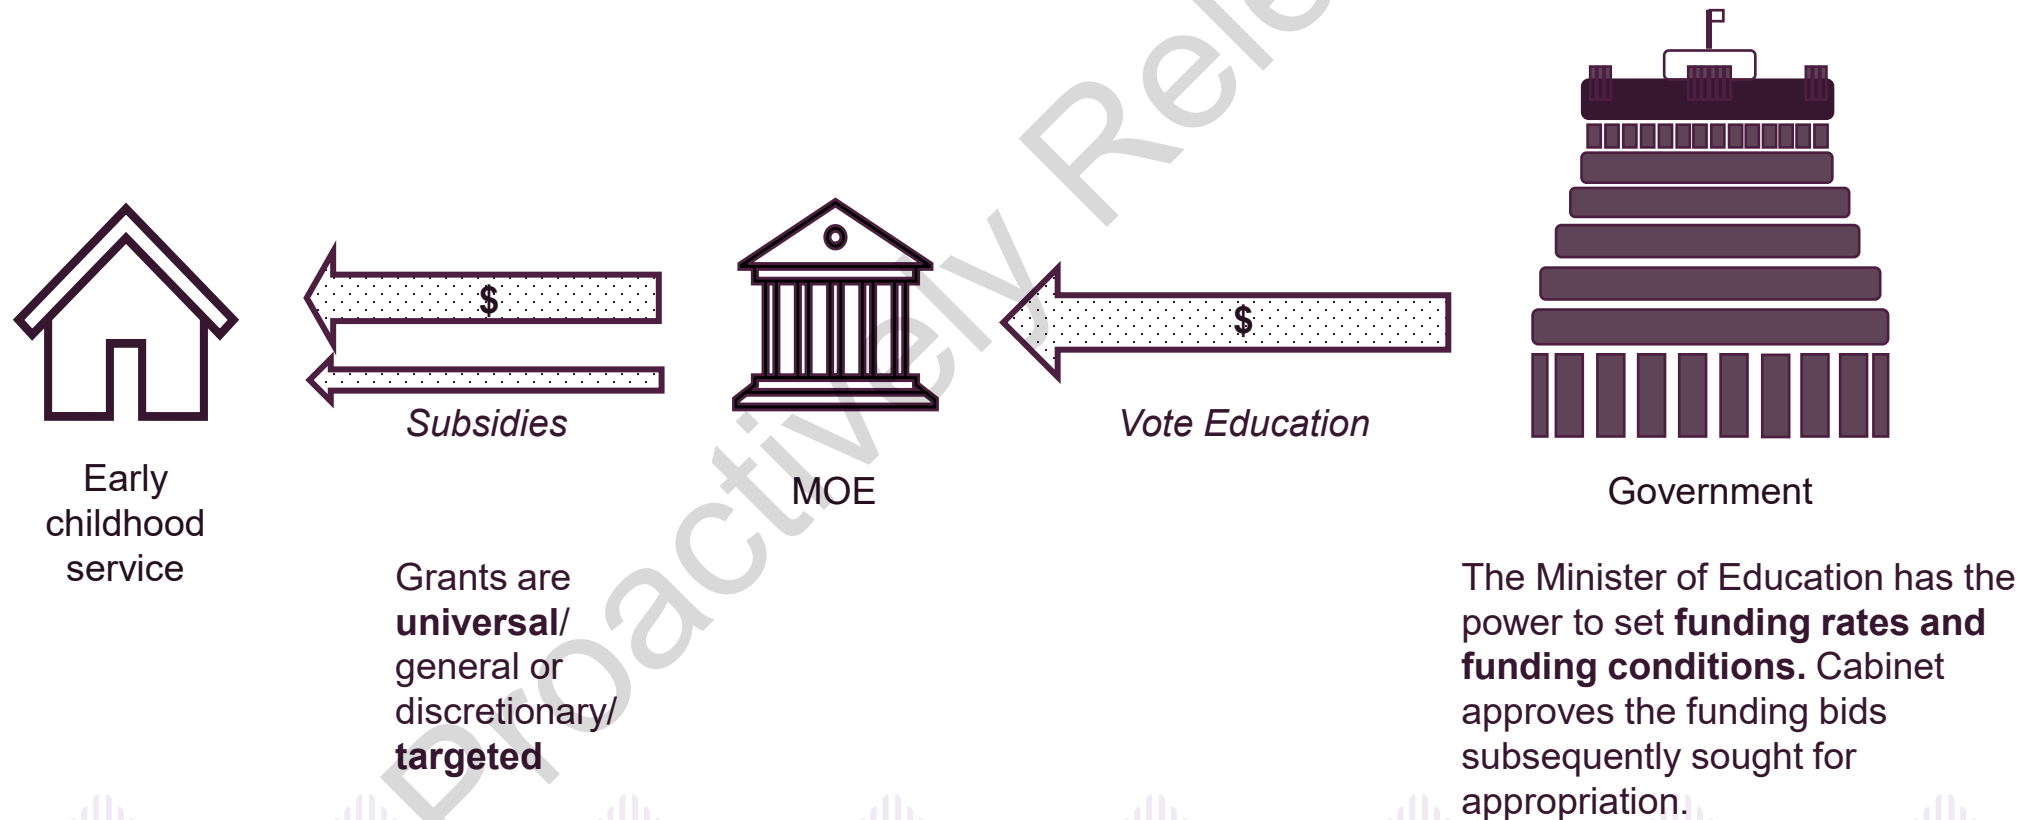 $
$
Subsidies
Vote Education
Early
childhood
service
MOE
Government
Grants are
universal/
general or
discretionary/
targeted
The Minister of Education has the
power to set funding rates and
funding conditions. Cabinet
approves the funding bids
subsequently sought for
appropriation.
Proactively Rele